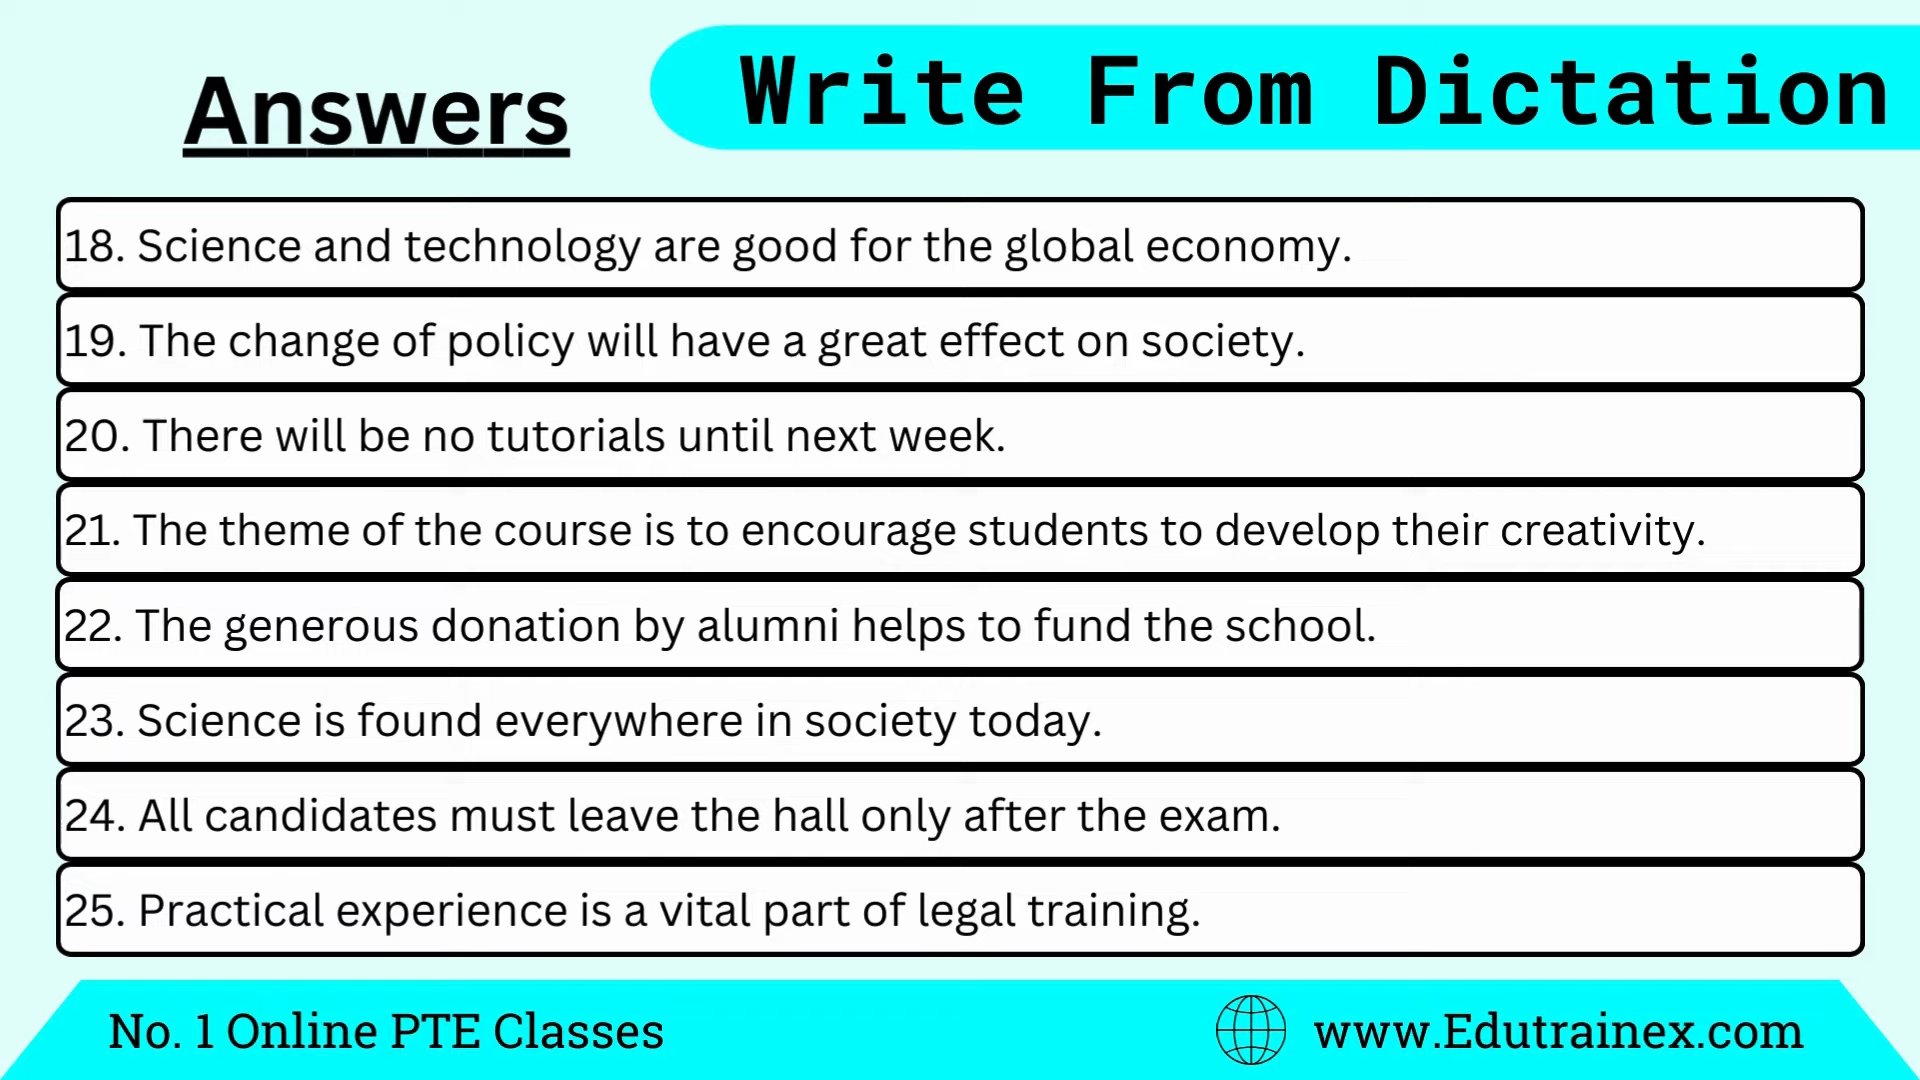 Answers
Write From Dictation
18. Science and technology are good for the global economy.
19. The change of policy will have a great effect on society.
20. There will be no tutorials until next week.
21. The theme of the course is to encourage students to develop their creativity.
22. The generous donation by alumni helps to fund the school.
23. Science is found everywhere in society today.
24. All candidates must leave the hall only after the exam.
25. Practical experience is a vital part of legal training.
No. 1 Online PTE Classes
www.Edutrainex.com